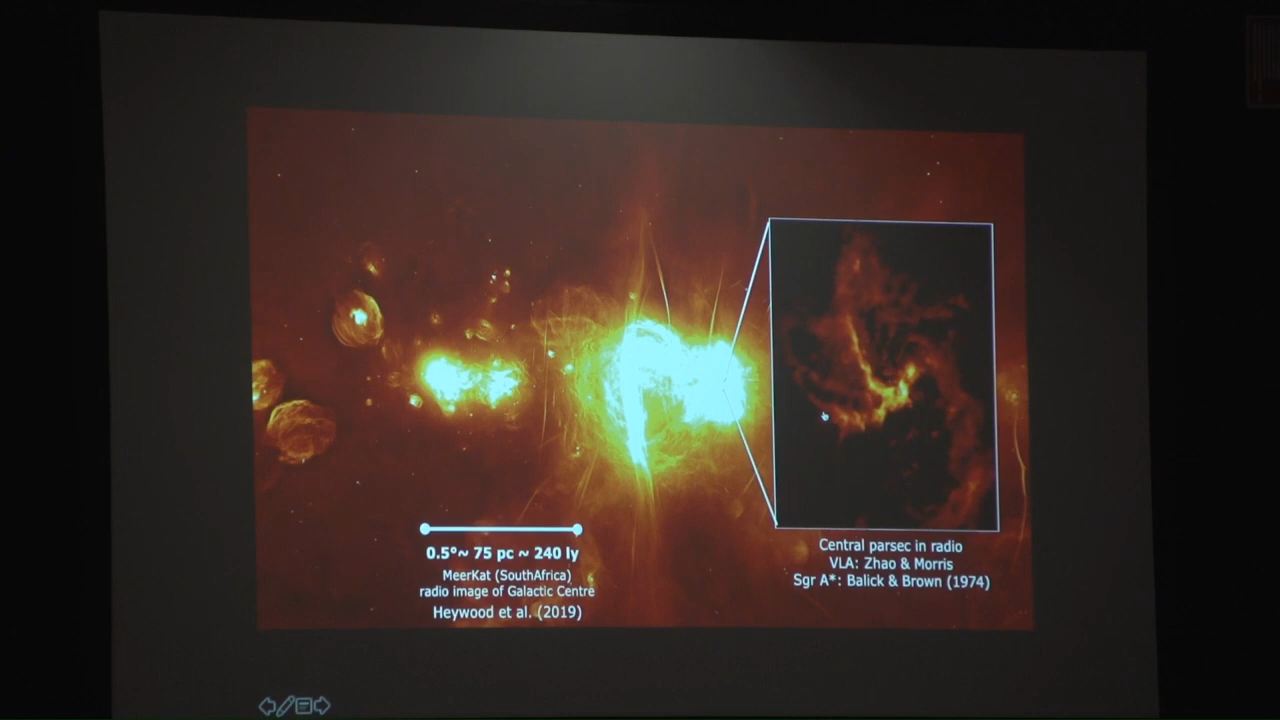 0.5°~ 75 pc ~ 240 ly
MeerKat (SouthAfrica)
radio image of Galactic Centre
Heywood et al. (2019)
Central parsec in radio
VLA: Zhao & Morris
Sgr A*: Balick & Brown (1974)